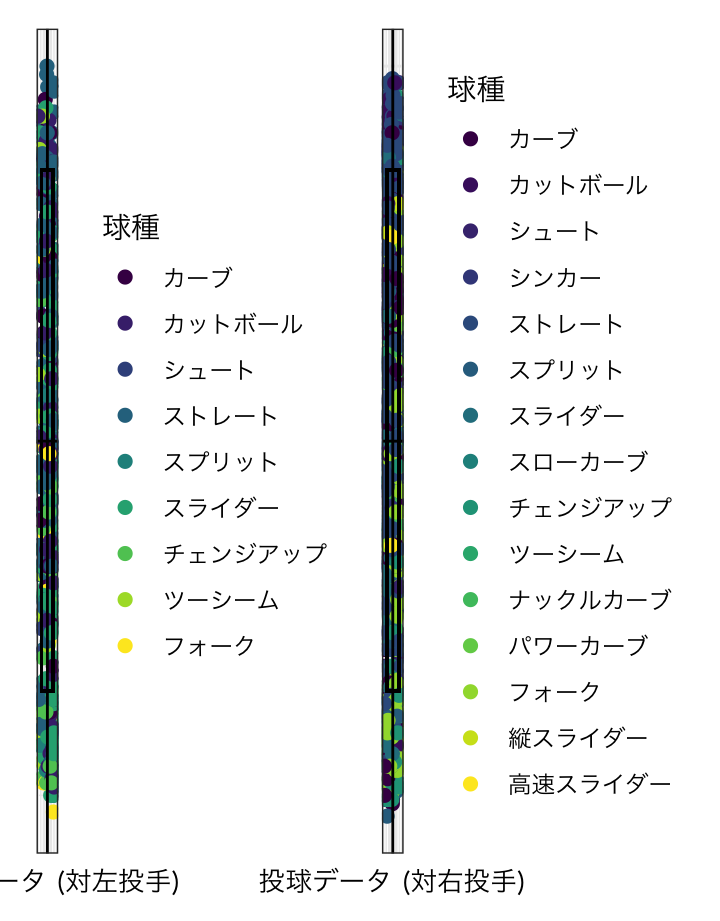 球種
カーブ
カットボール
シュート
ストレート
スプリット
スライダー
チェンジアップ
ツーシーム
フォーク
ータ (対左投手)
球種
カーブ
カットボール
シュート
シンカー
ストレート
スプリット
スライダー
スローカーブ
チェンジアップ
ツーシーム
ナックルカーブ
パワーカーブ
フォーク
縦スライダー
高速スライダー
投球データ (対右投手)